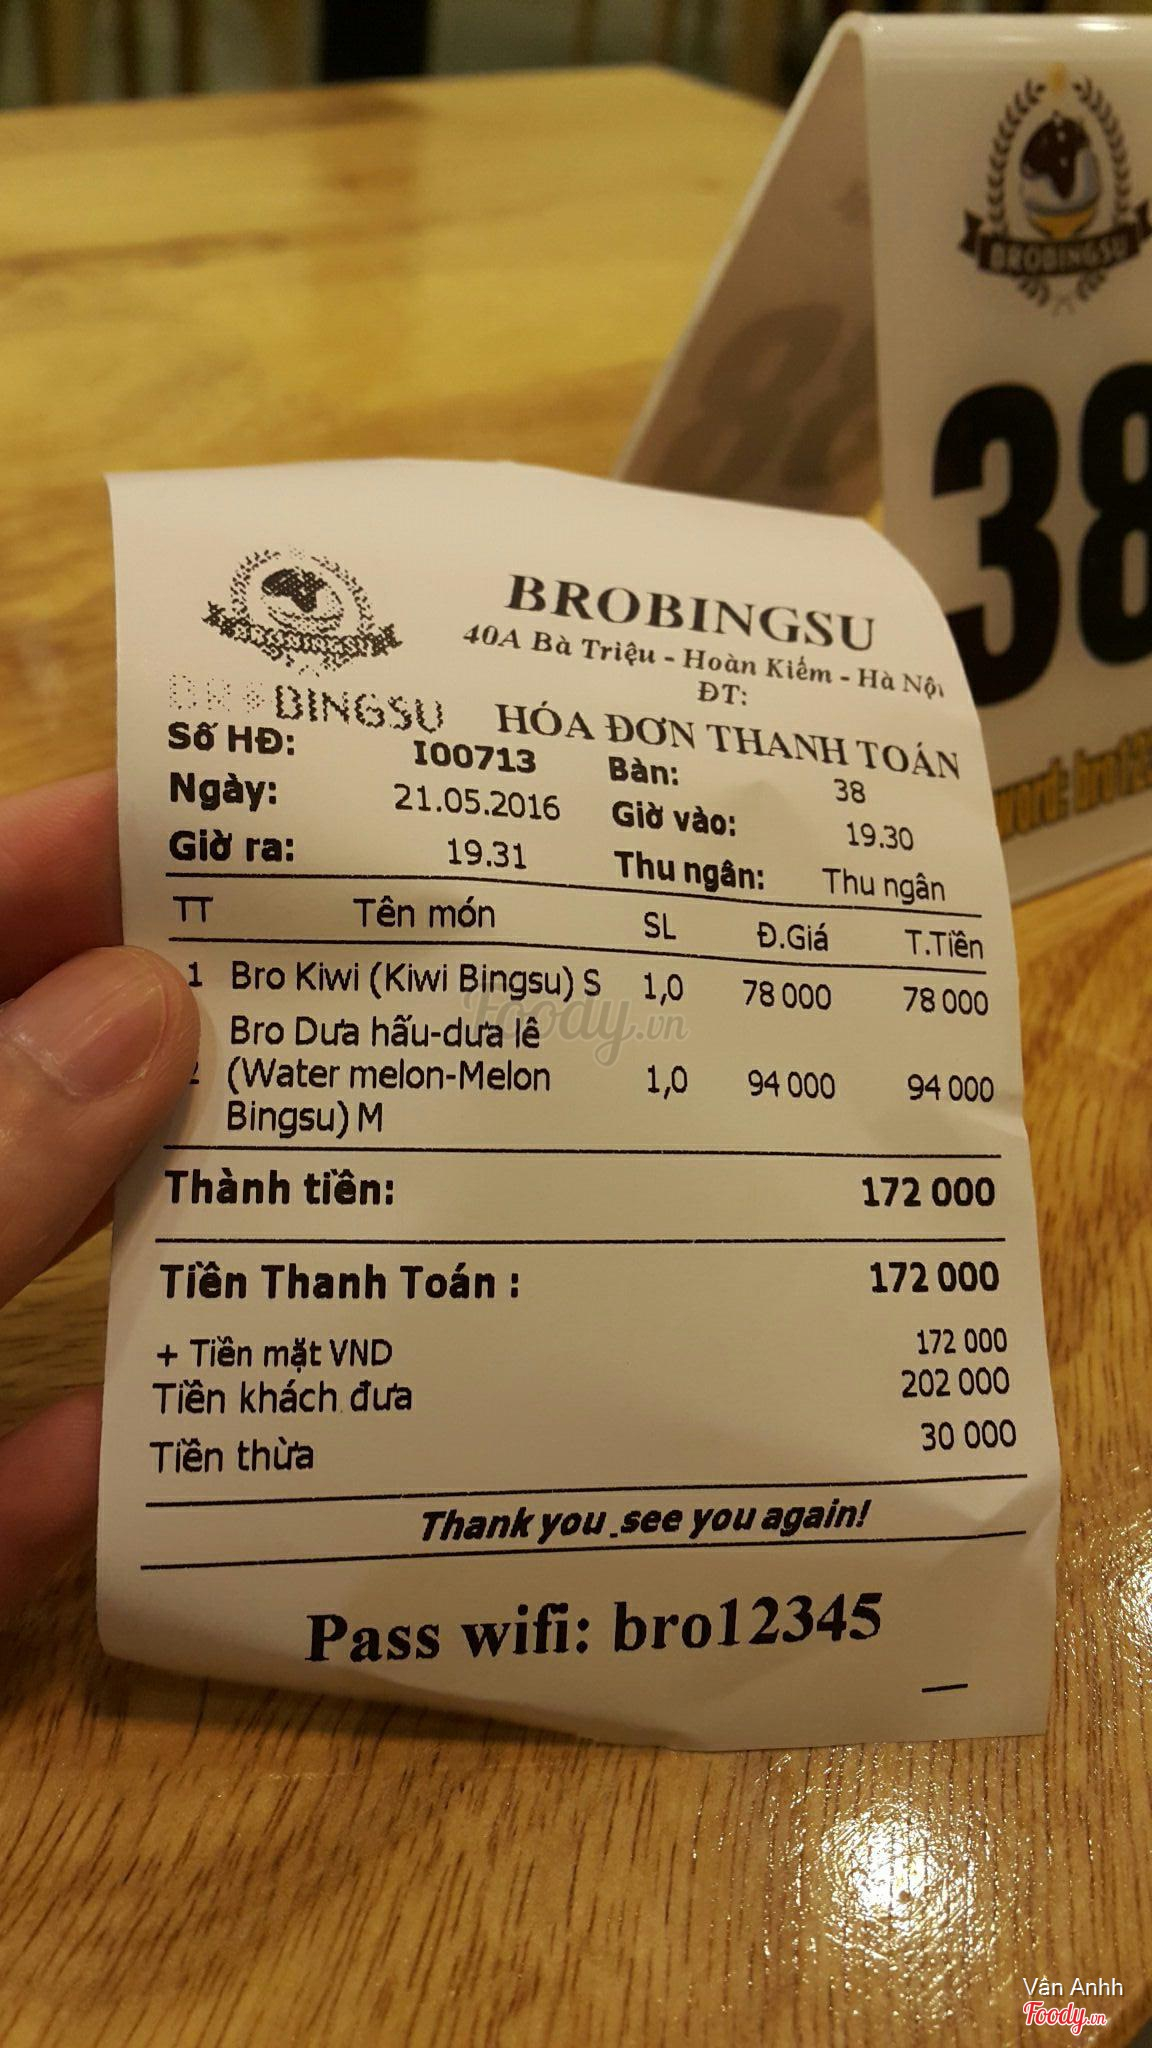 BROBINGSU
38
BROBINGSU
40A Bà Triệu - Hoàn Kiếm - Hà Nội
ĐT:
BINGSU
HÓA ĐƠN THANH TOÁN
Số HĐ: I00713 Bàn: 38
Ngày: 21.05.2016 Giờ vào: 19.30
Giờ ra: 19.31 Thu ngân: Thu ngân
TT Tên món SL Đ.Giá T.Tiền
1 Bro Kiwi (Kiwi Bingsu) S 1,0 78 000 78 000
Bro Dưa hấu-dưa lê
2 (Water melon-Melon 1,0 94 000 94 000
Bingsu) M
Thành tiền: 172 000
Tiền Thanh Toán : 172 000
+ Tiền mặt VND 172 000
Tiền khách đưa 202 000
Tiền thừa 30 000
Thank you .see you again!
Pass wifi: bro12345
Foody.vn
Vân Anhh
Foody.vn